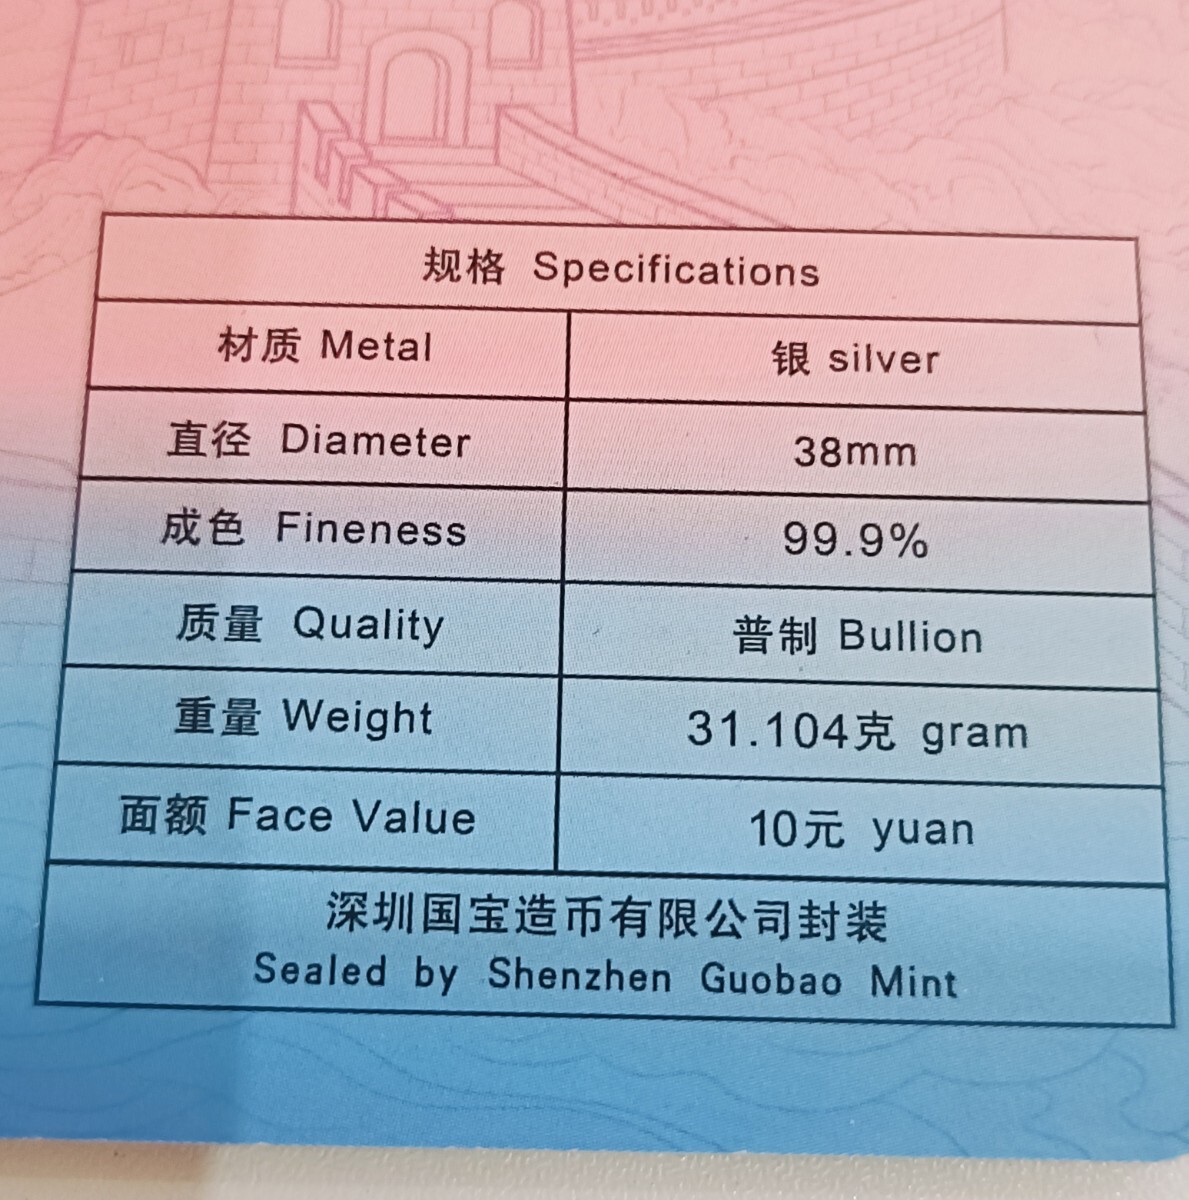 规格 Specifications
材质 Metal
银 silver
直径 Diameter
38mm
成色 Fineness
99.9%
质量 Quality
普制 Bullion
重量 Weight
31.104克 gram
面额 Face Value
10元 yuan
深圳国宝造币有限公司封装
Sealed by Shenzhen Guobao Mint